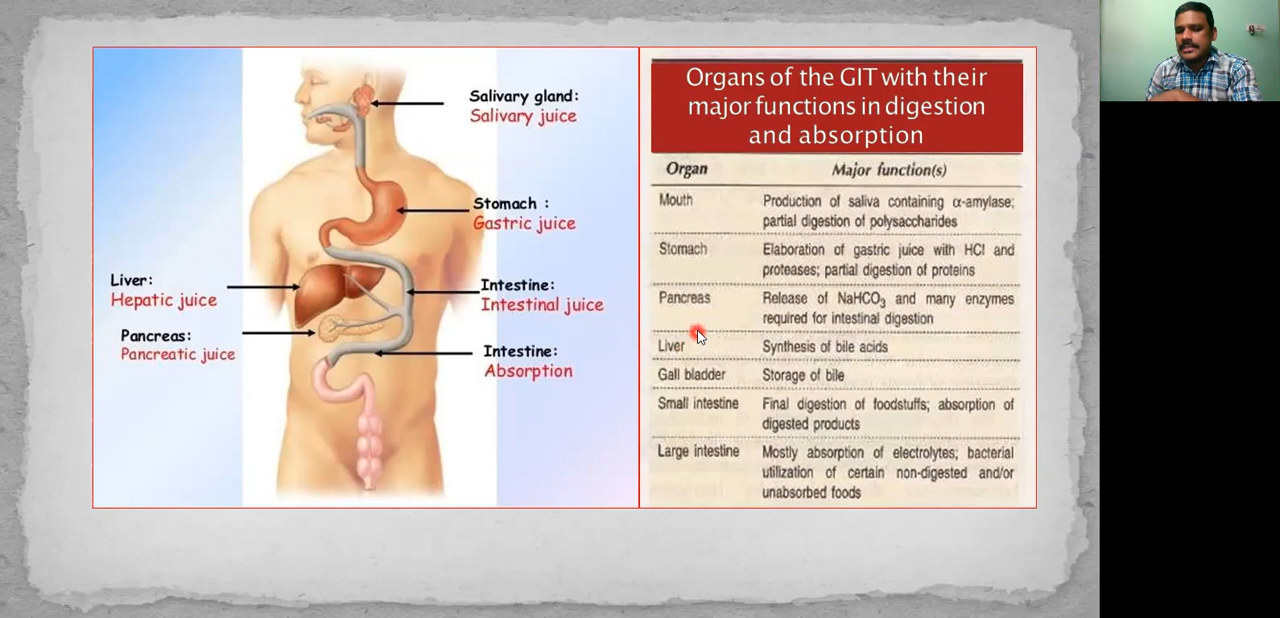 Salivary gland:
Salivary juice
Stomach :
Gastric juice
Liver:
Hepatic juice
Intestine:
Intestinal juice
Pancreas:
Pancreatic juice
Intestine:
Absorption
Organs of the GIT with their
major functions in digestion
and absorption
Organ Major function(s)
Mouth Production of saliva containing α-amylase;
partial digestion of polysaccharides
Stomach Elaboration of gastric juice with HCl and
proteases; partial digestion of proteins
Pancreas Release of NaHCO₃ and many enzymes
required for intestinal digestion
Liver Synthesis of bile acids
Gall bladder Storage of bile
Small intestine Final digestion of foodstuffs; absorption of
digested products
Large intestine Mostly absorption of electrolytes; bacterial
utilization of certain non-digested and/or
unabsorbed foods